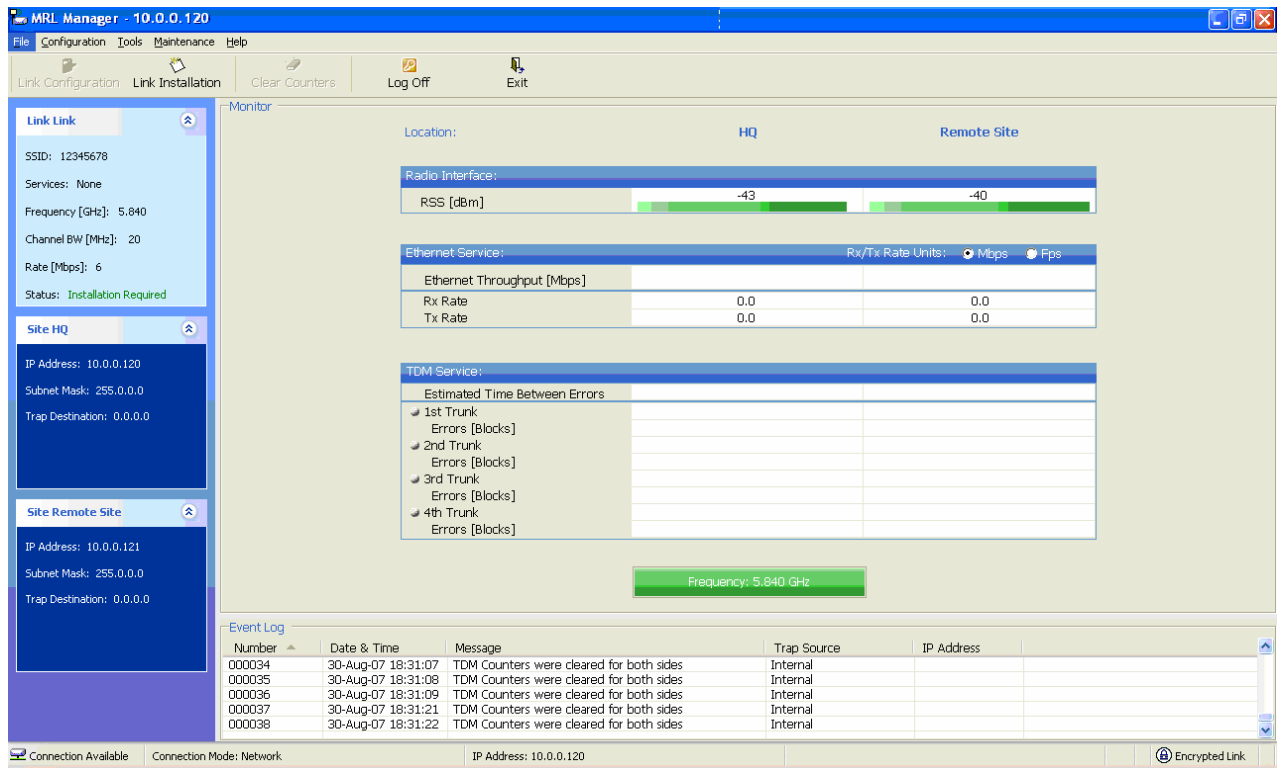 MRL Manager - 10.0.0.120
File Configuration Tools Maintenance Help
Link Configuration Link Installation Clear Counters Log Off Exit
Link Link
SSID: 12345678
Services: None
Frequency [GHz]: 5.840
Channel BW [MHz]: 20
Rate [Mbps]: 6
Status: Installation Required
Site HQ
IP Address: 10.0.0.120
Subnet Mask: 255.0.0.0
Trap Destination: 0.0.0.0
Site Remote Site
IP Address: 10.0.0.121
Subnet Mask: 255.0.0.0
Trap Destination: 0.0.0.0
Monitor
Location: HQ Remote Site
Radio Interface:
RSS [dBm] -43 -40
Ethernet Service: Rx/Tx Rate Units: Mbps Fps
Ethernet Throughput [Mbps]
Rx Rate 0.0 0.0
Tx Rate 0.0 0.0
TDM Service:
Estimated Time Between Errors
1st Trunk
Errors [Blocks]
2nd Trunk
Errors [Blocks]
3rd Trunk
Errors [Blocks]
4th Trunk
Errors [Blocks]
Frequency: 5.840 GHz
Event Log
Number Date & Time Message Trap Source IP Address
000034 30-Aug-07 18:31:07 TDM Counters were cleared for both sides Internal
000035 30-Aug-07 18:31:08 TDM Counters were cleared for both sides Internal
000036 30-Aug-07 18:31:09 TDM Counters were cleared for both sides Internal
000037 30-Aug-07 18:31:21 TDM Counters were cleared for both sides Internal
000038 30-Aug-07 18:31:22 TDM Counters were cleared for both sides Internal
Connection Available Connection Mode: Network IP Address: 10.0.0.120 Encrypted Link